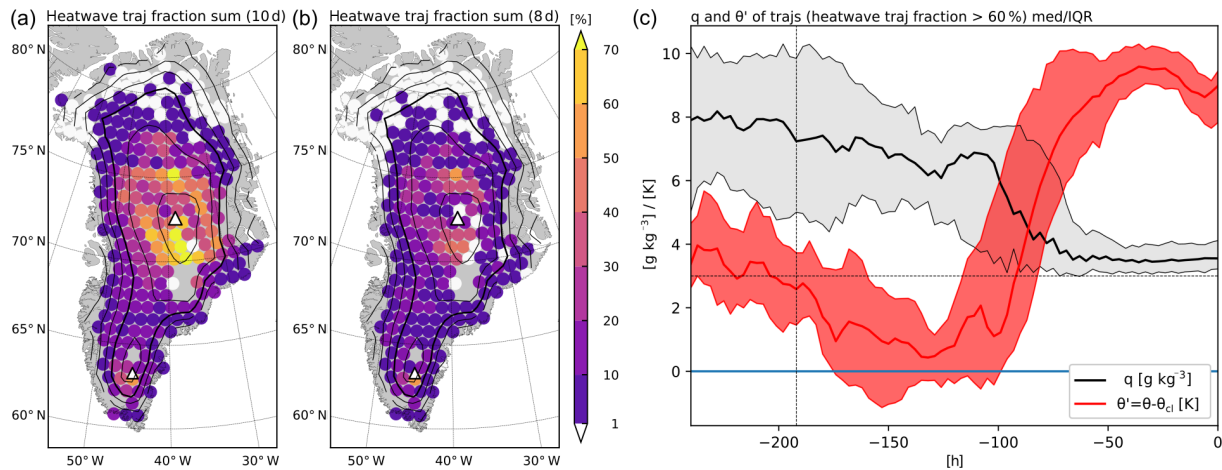 (a) Heatwave traj fraction sum (10 d)
80° N
75° N
70° N
65° N
60° N
50° W 40° W 30° W
(b) Heatwave traj fraction sum (8 d)
80° N
75° N
70° N
65° N
60° N
50° W 40° W 30° W
[%]
70
60
50
40
30
20
10
1
(c) q and θ' of trajs (heatwave traj fraction > 60 %) med/IQR
[g kg⁻³] / [K]
10
8
6
4
2
0
q [g kg⁻³]
θ'=θ-θcl [K]
−200 −150 −100 −50 0
[h]